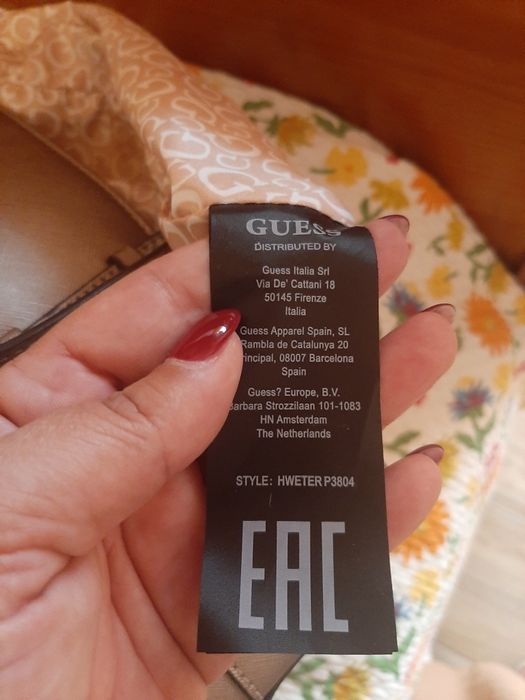 GUESS
DISTRIBUTED BY
Guess Italia Srl
Via De' Cattani 18
50145 Firenze
Italia
Guess Apparel Spain, SL
Rambla de Catalunya 20
Principal, 08007 Barcelona
Spain
Guess? Europe, B.V.
Barbara Strozzilaan 101-1083
HN Amsterdam
The Netherlands
STYLE: HWETER P3804
EAC